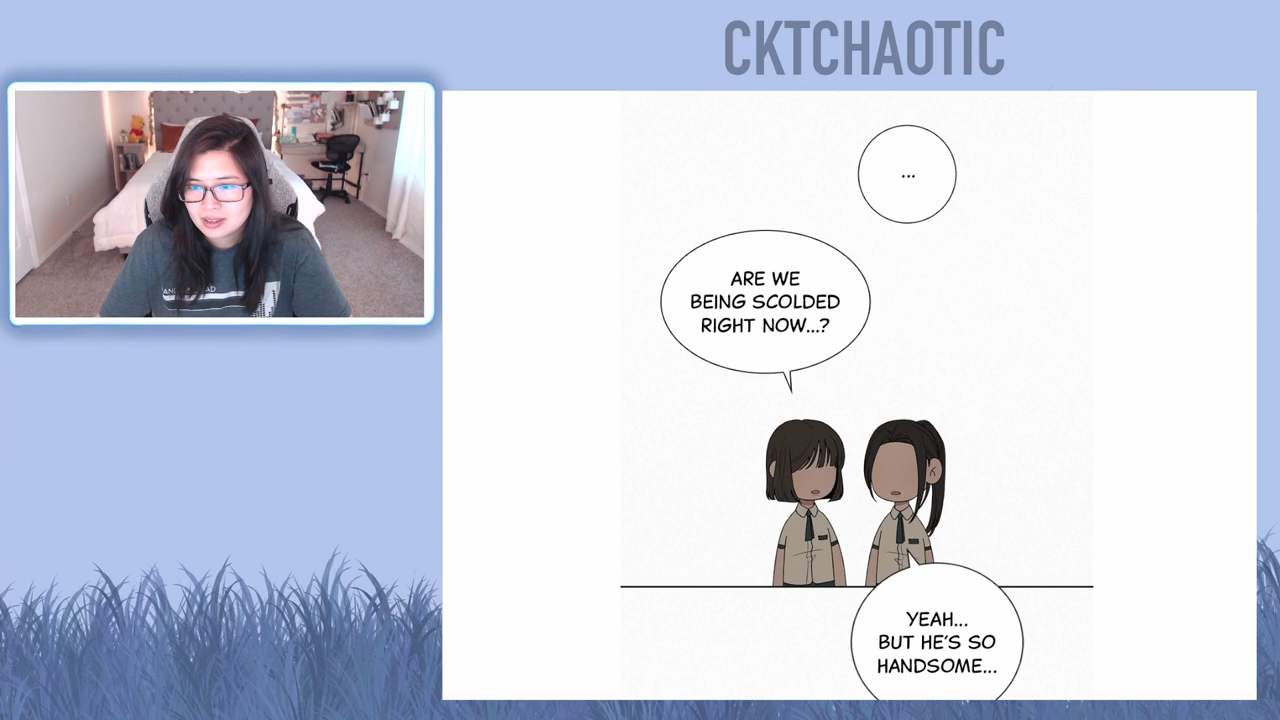 CKTCHAOTIC
...
ARE WE
BEING SCOLDED
RIGHT NOW...?
YEAH...
BUT HE'S SO
HANDSOME...